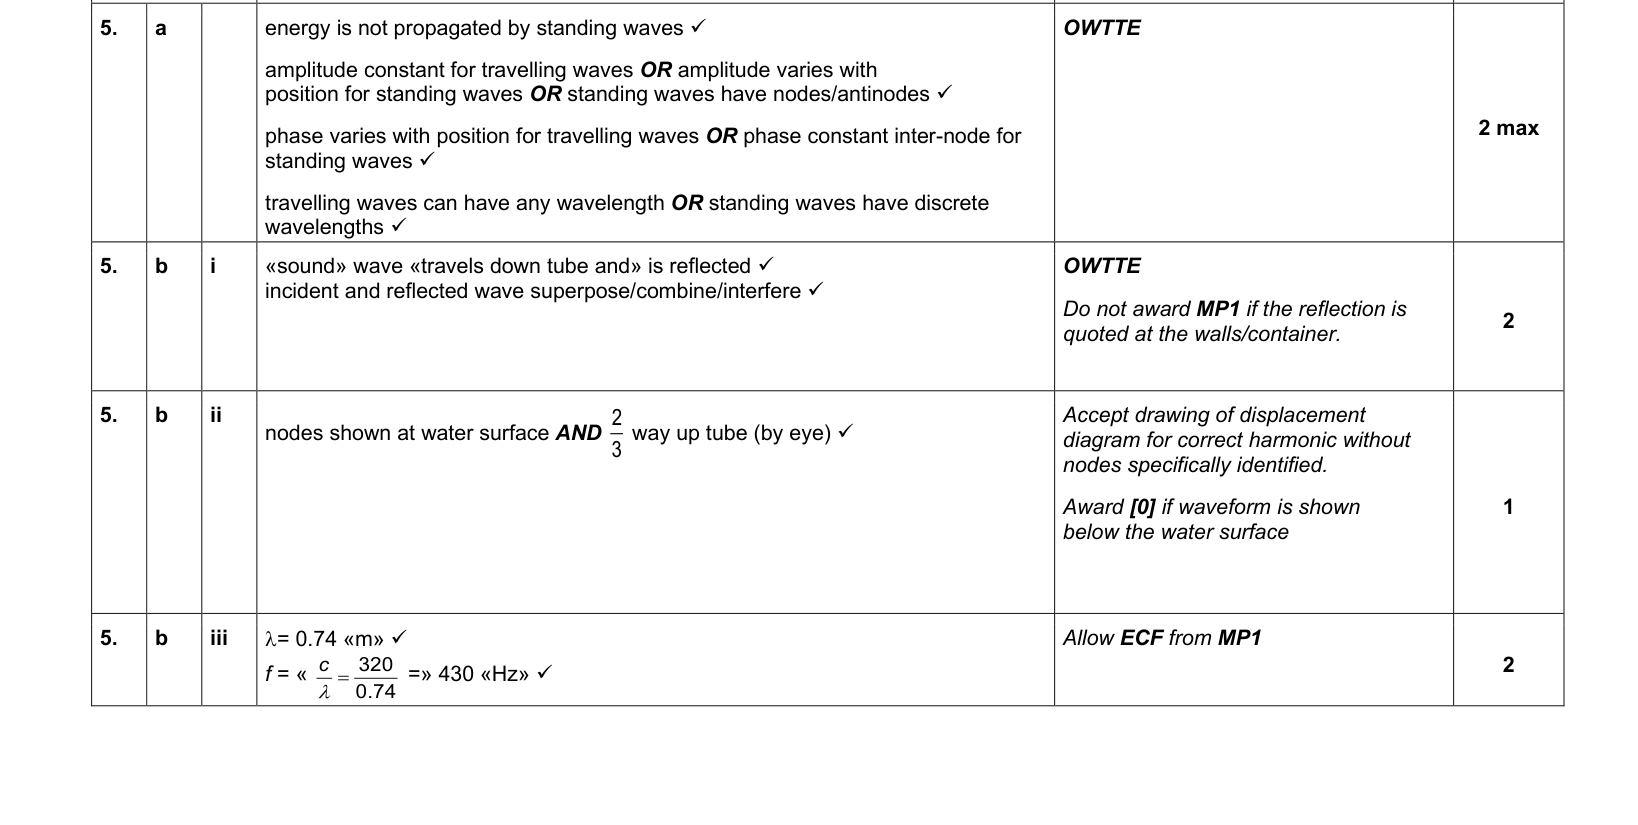 5. a energy is not propagated by standing waves ✓ OWTTE
amplitude constant for travelling waves OR amplitude varies with
position for standing waves OR standing waves have nodes/antinodes ✓
2 max
phase varies with position for travelling waves OR phase constant inter-node for
standing waves ✓
travelling waves can have any wavelength OR standing waves have discrete
wavelengths ✓
5. b i «sound» wave «travels down tube and» is reflected ✓ OWTTE
incident and reflected wave superpose/combine/interfere ✓
Do not award MP1 if the reflection is
quoted at the walls/container.
2
5. b ii nodes shown at water surface AND 2/3 way up tube (by eye) ✓
Accept drawing of displacement
diagram for correct harmonic without
nodes specifically identified.
Award [0] if waveform is shown
below the water surface
1
5. b iii λ= 0.74 «m» ✓ Allow ECF from MP1
f = « c/λ = 320/0.74 =» 430 «Hz» ✓
2